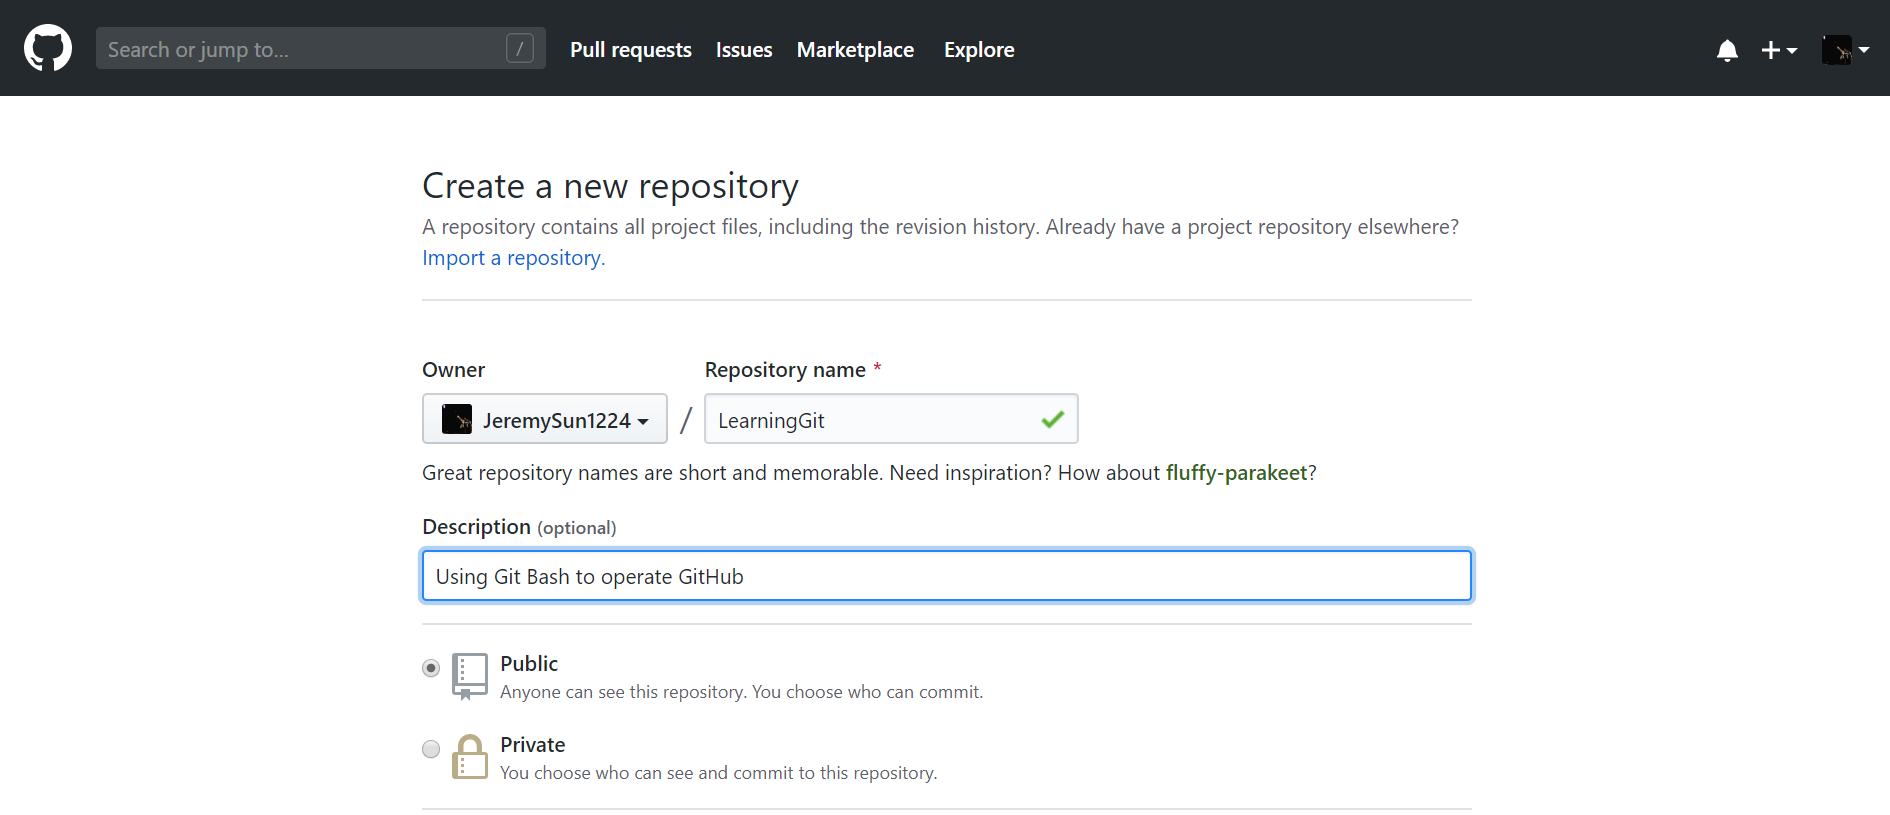 Search or jump to... /
Pull requests Issues Marketplace Explore
Create a new repository
A repository contains all project files, including the revision history. Already have a project repository elsewhere?
Import a repository.
Owner
Repository name *
JeremySun1224 / LearningGit
Great repository names are short and memorable. Need inspiration? How about fluffy-parakeet?
Description (optional)
Using Git Bash to operate GitHub
Public
Anyone can see this repository. You choose who can commit.
Private
You choose who can see and commit to this repository.